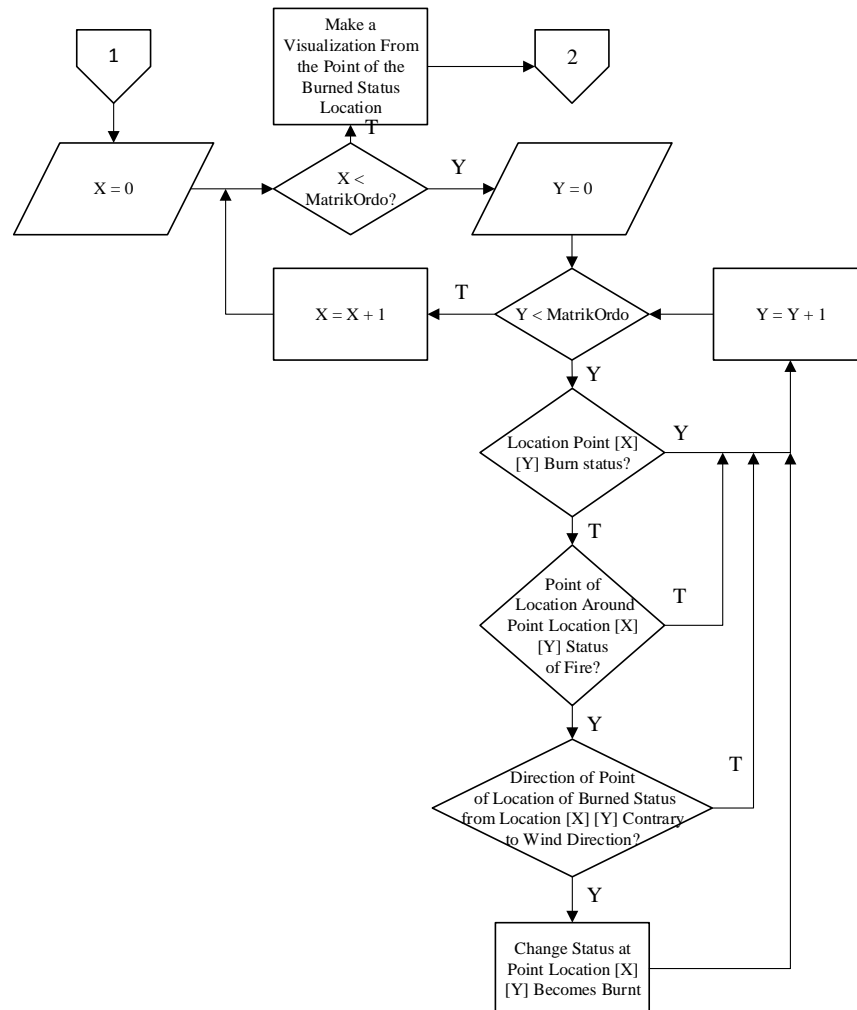 1
Make a
Visualization From
the Point of the
Burned Status
Location
2
T
X = 0
X <
MatrikOrdo?
Y
Y = 0
X = X + 1
T
Y < MatrikOrdo
Y = Y + 1
Y
Location Point [X]
[Y] Burn status?
Y
T
Point of
Location Around
Point Location [X]
[Y] Status
of Fire?
T
Y
Direction of Point
of Location of Burned Status
from Location [X] [Y] Contrary
to Wind Direction?
T
Y
Change Status at
Point Location [X]
[Y] Becomes Burnt